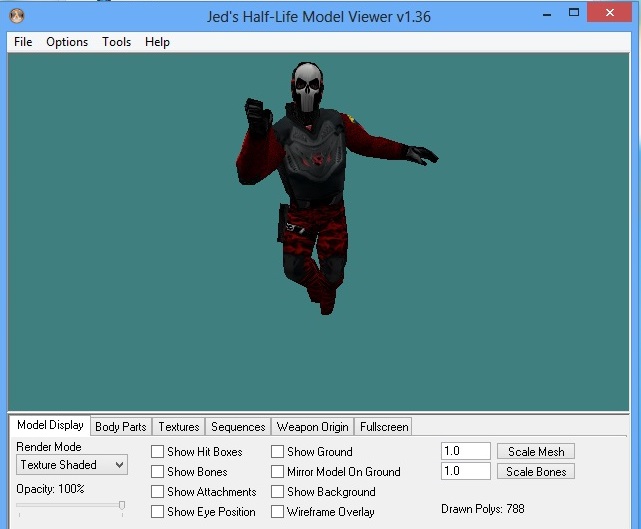 Jed's Half-Life Model Viewer v1.36
File Options Tools Help
Model Display Body Parts Textures Sequences Weapon Origin Fullscreen
Render Mode
Texture Shaded
Opacity: 100%
Show Hit Boxes
Show Bones
Show Attachments
Show Eye Position
Show Ground
Mirror Model On Ground
Show Background
Wireframe Overlay
1.0 Scale Mesh
1.0 Scale Bones
Drawn Polys: 788